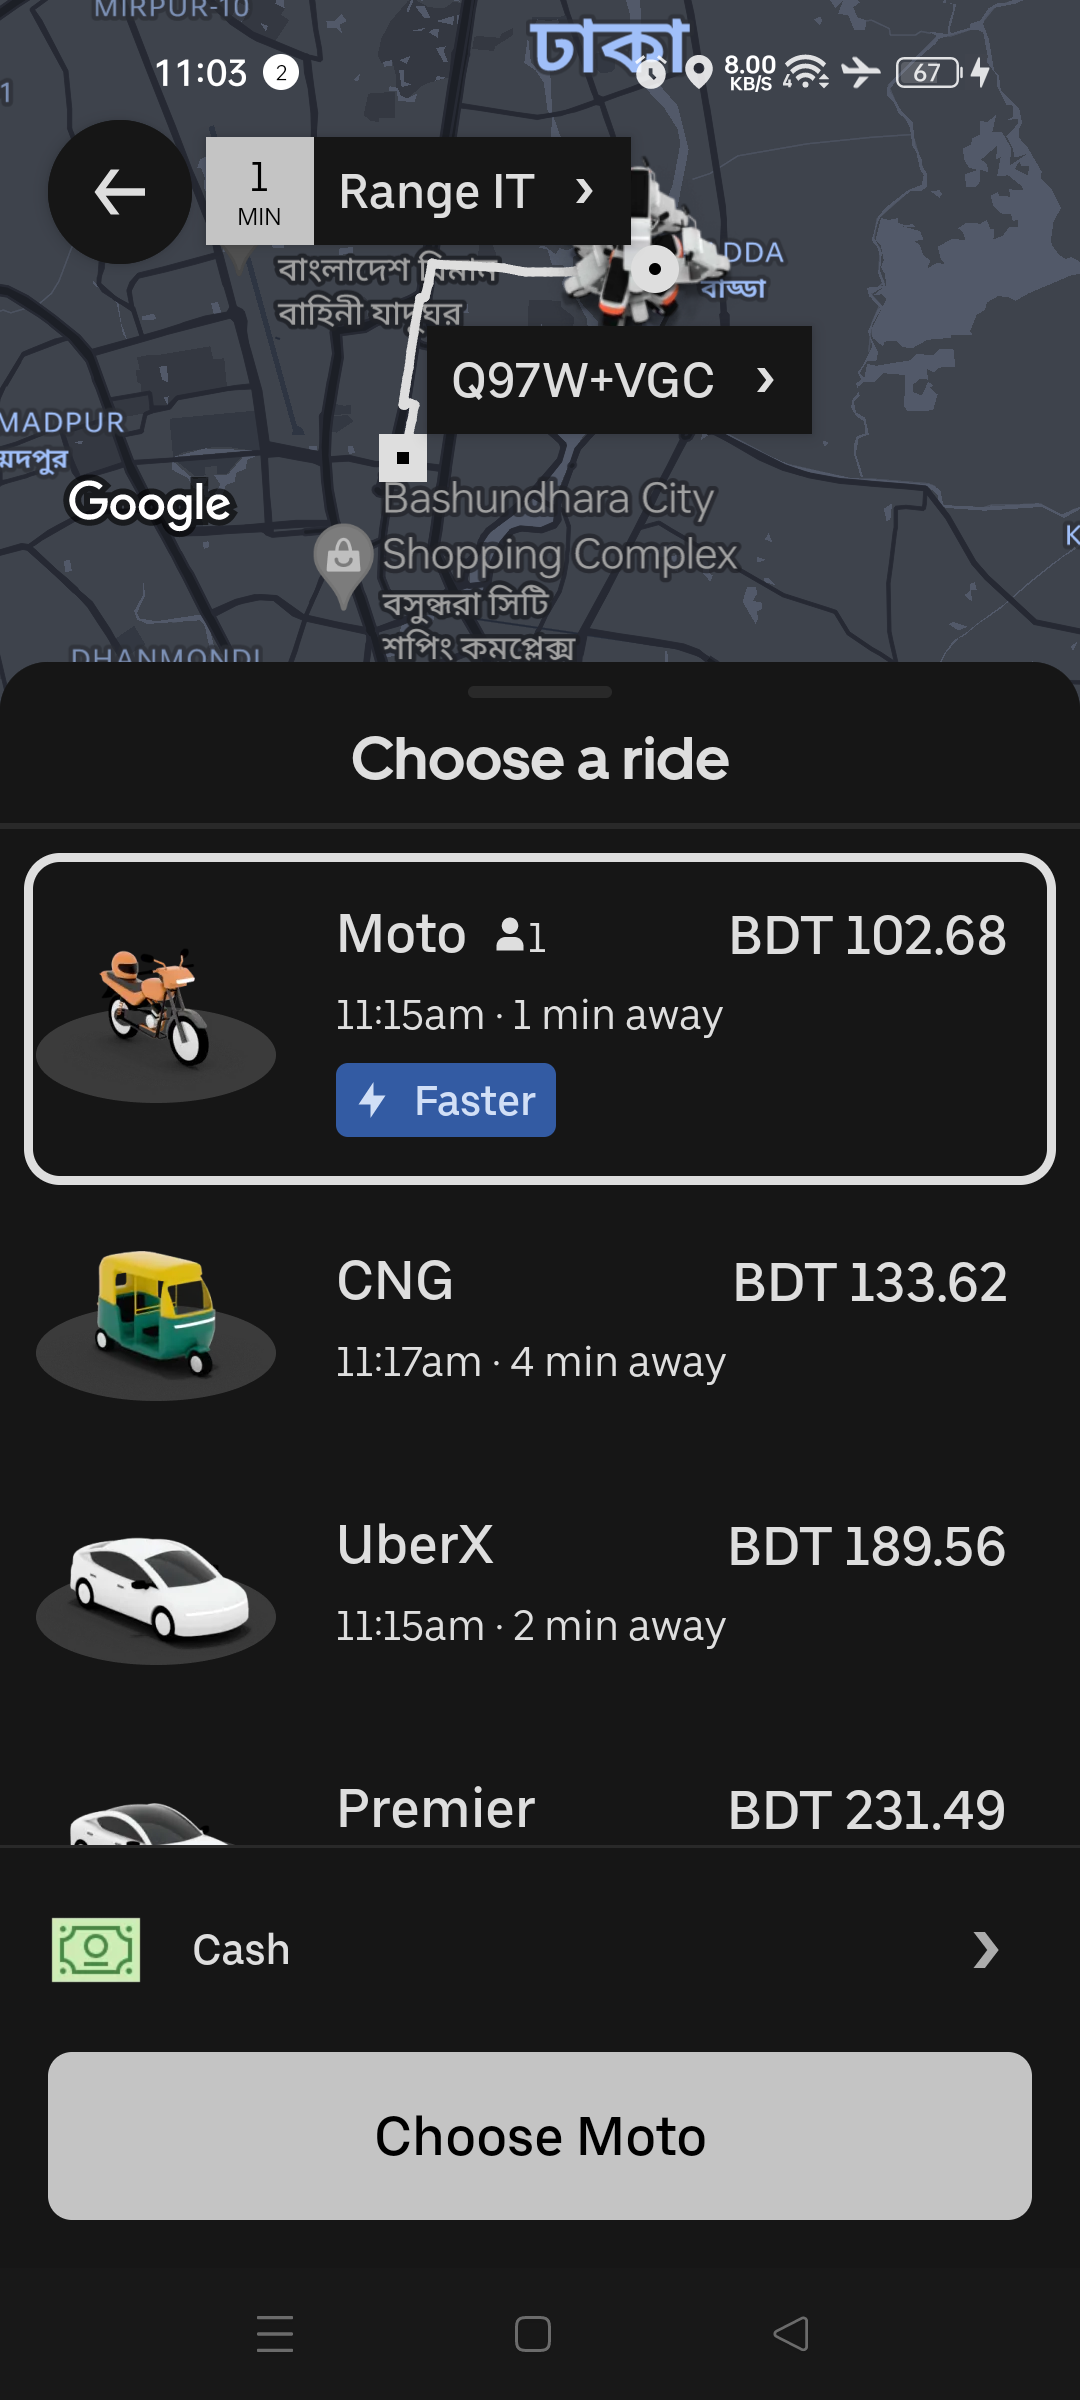 MIRPUR-10
ঢাকা
11:03 2
8.00
KB/S
4
67
1
1
MIN
Range IT
বাংলাদেশ বিমান
বাহিনী যাদুঘর
DDA
বাড্ডা
Q97W+VGC
MADPUR
মদপুর
Google
Bashundhara City
Shopping Complex
বসুন্ধরা সিটি
শপিং কমপ্লেক্স
K
DHANMONDI
Choose a ride
Moto 1 BDT 102.68
11:15am · 1 min away
Faster
CNG BDT 133.62
11:17am · 4 min away
UberX BDT 189.56
11:15am · 2 min away
Premier BDT 231.49
Cash
Choose Moto